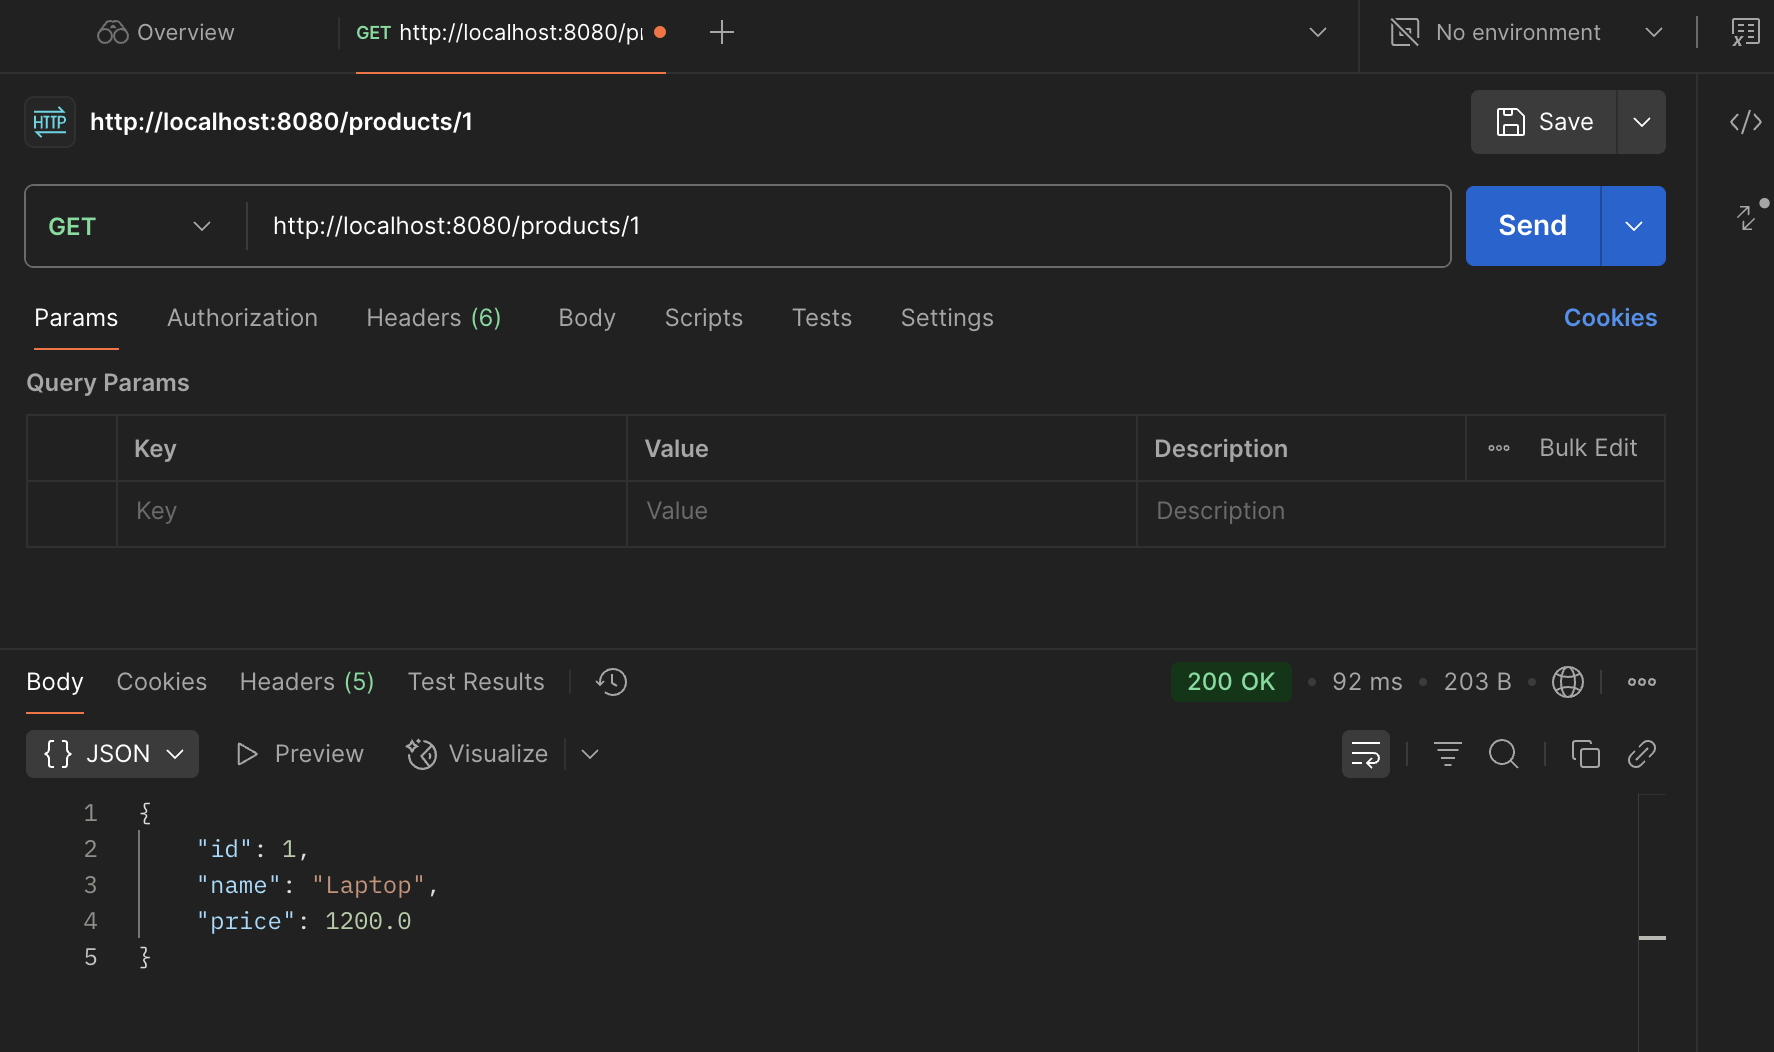 Overview GET http://localhost:8080/p No environment
HTTP http://localhost:8080/products/1 Save
GET http://localhost:8080/products/1 Send
Params Authorization Headers (6) Body Scripts Tests Settings Cookies
Query Params
Key Value Description Bulk Edit
Key Value Description
Body Cookies Headers (5) Test Results 200 OK • 92 ms • 203 B •
{ } JSON Preview Visualize
1 {
2 "id": 1,
3 "name": "Laptop",
4 "price": 1200.0
5 }